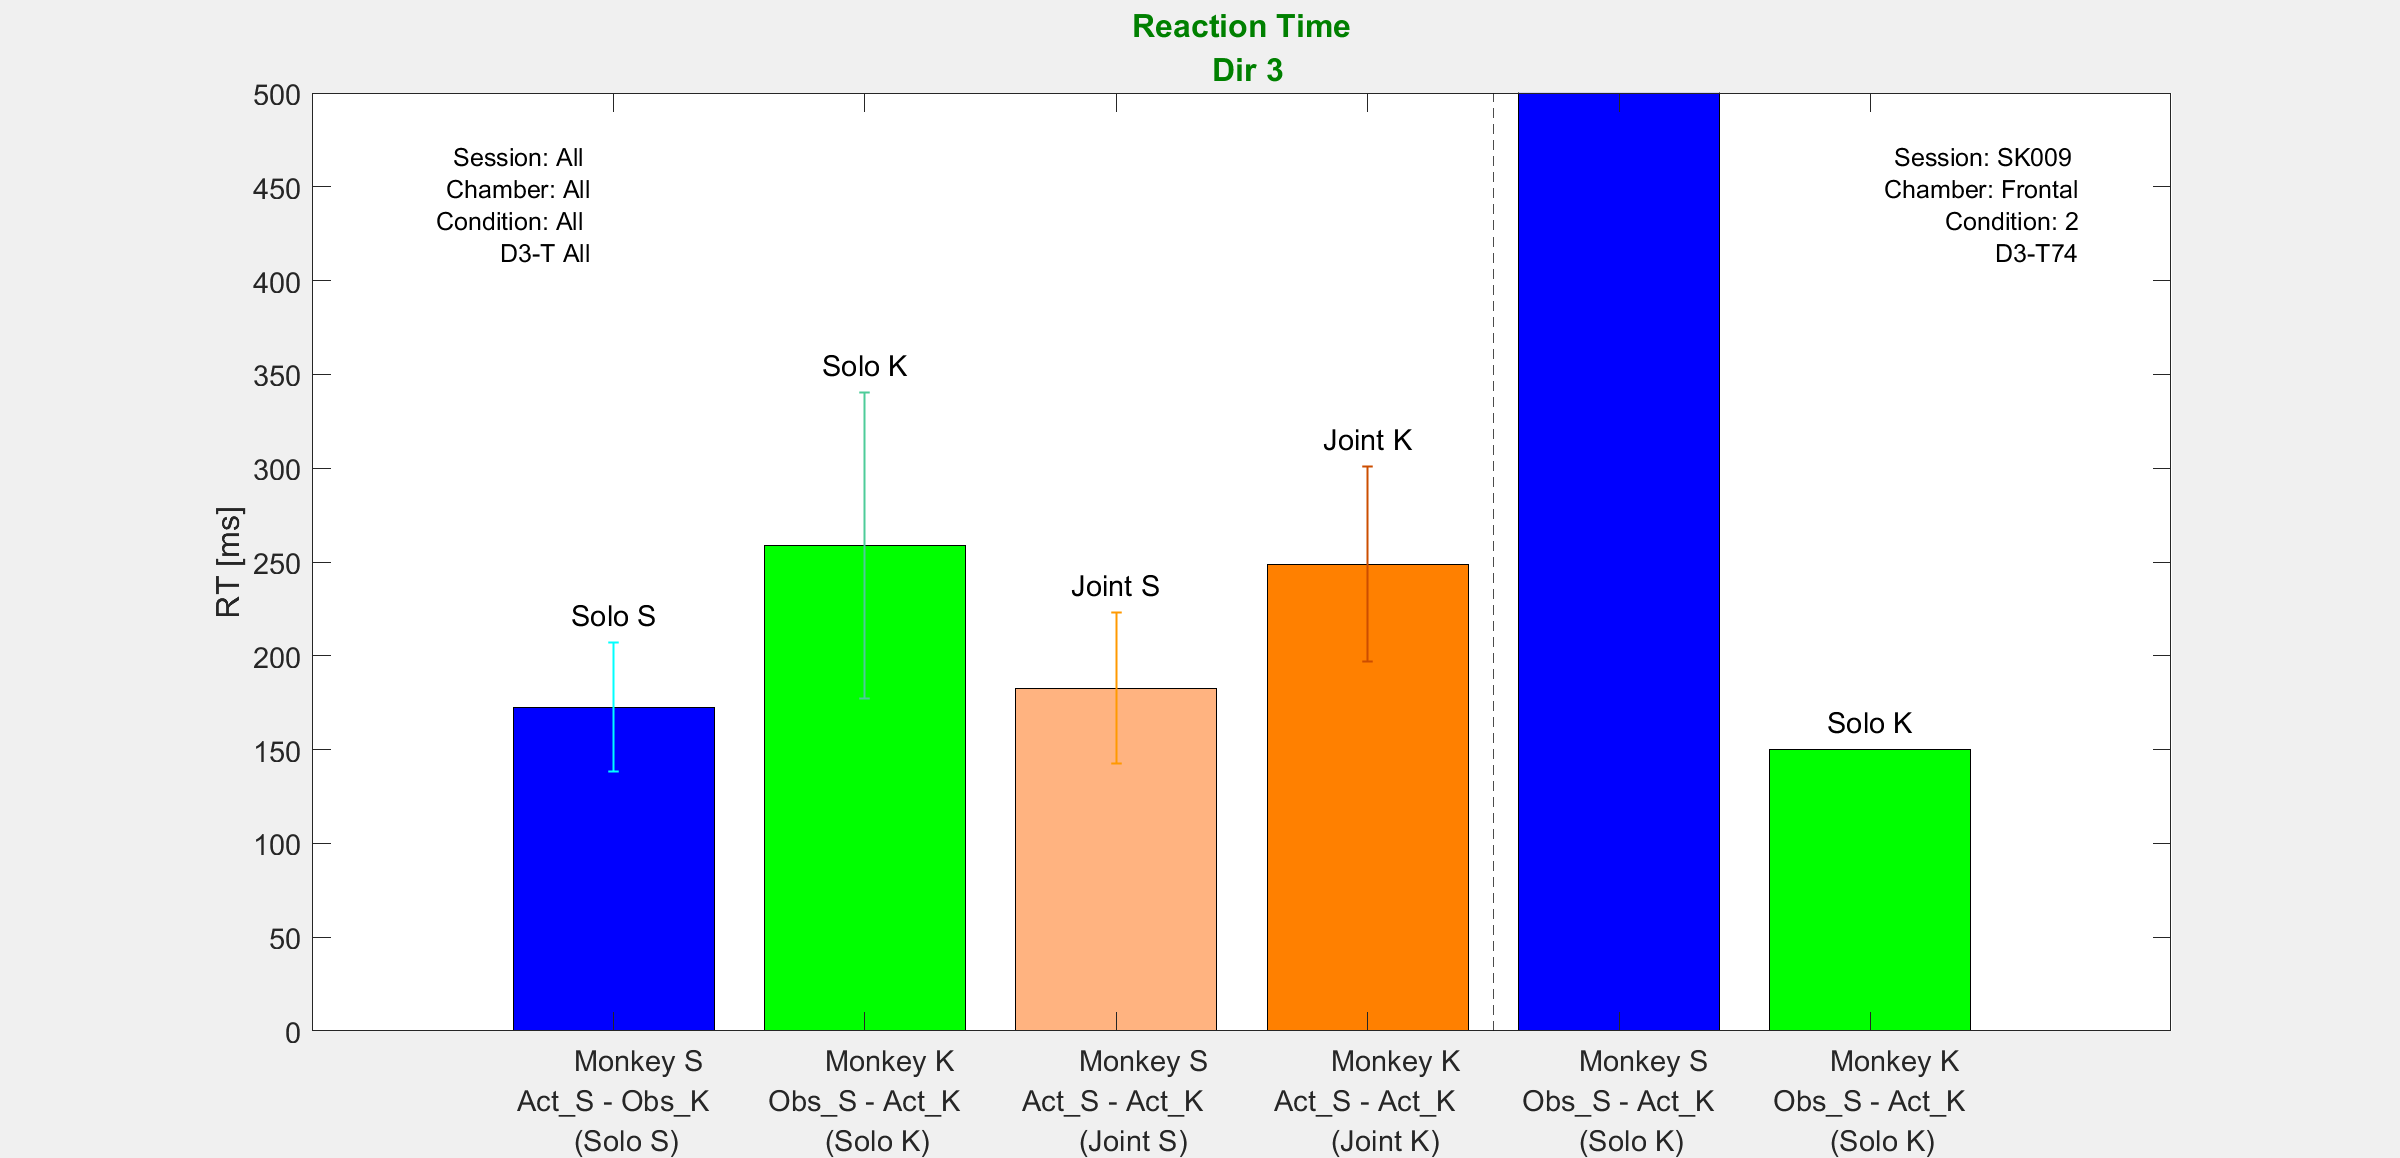 Reaction Time
Dir 3
500
450
400
350
300
250
200
150
100
50
0
RT [ms]
Session: All
Chamber: All
Condition: All
D3-T All
Session: SK009
Chamber: Frontal
Condition: 2
D3-T74
Solo S
Solo K
Joint S
Joint K
Solo K
Monkey S
Act_S - Obs_K
(Solo S)
Monkey K
Obs_S - Act_K
(Solo K)
Monkey S
Act_S - Act_K
(Joint S)
Monkey K
Act_S - Act_K
(Joint K)
Monkey S
Obs_S - Act_K
(Solo K)
Monkey K
Obs_S - Act_K
(Solo K)